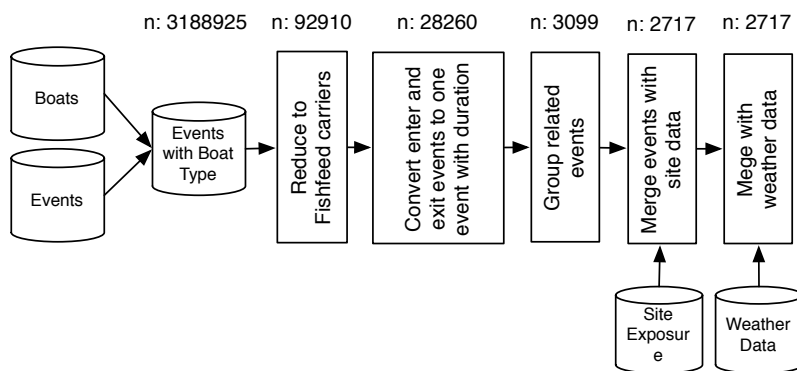 n: 3188925
n: 92910
n: 28260
n: 3099
n: 2717
n: 2717
Boats
Events
Events
with Boat
Type
Reduce to
Fishfeed carriers
Convert enter and
exit events to one
event with duration
Group related
events
Merge events with
site data
Mege with
weather data
Site
Exposur
e
Weather
Data